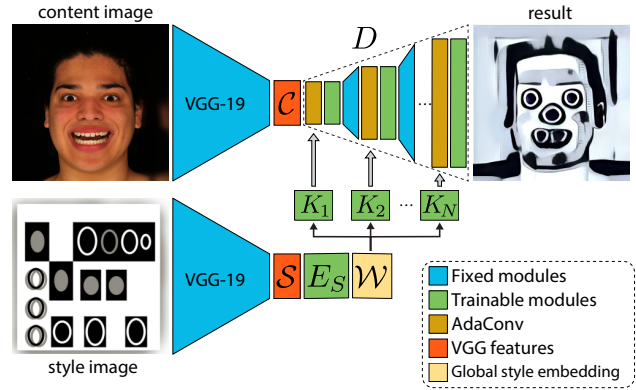 content image
result
D
VGG-19
C
...
K1
K2
...
KN
VGG-19
S
ES
W
style image
Fixed modules
Trainable modules
AdaConv
VGG features
Global style embedding